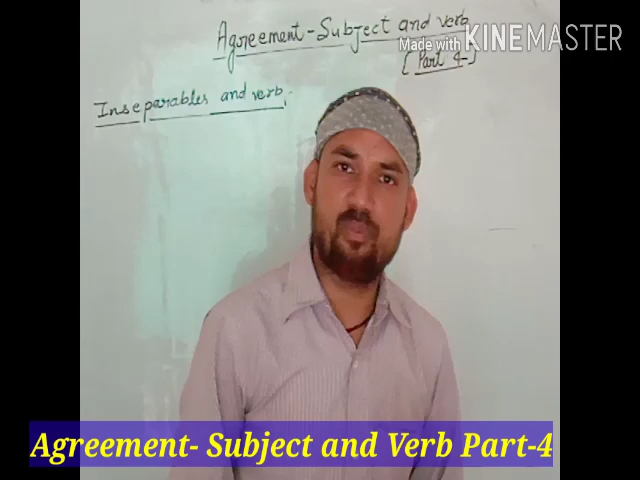 Agreement - Subject and verb
Made with KINEMASTER
[Part 4]
Inseparables and verb,
Agreement- Subject and Verb Part-4